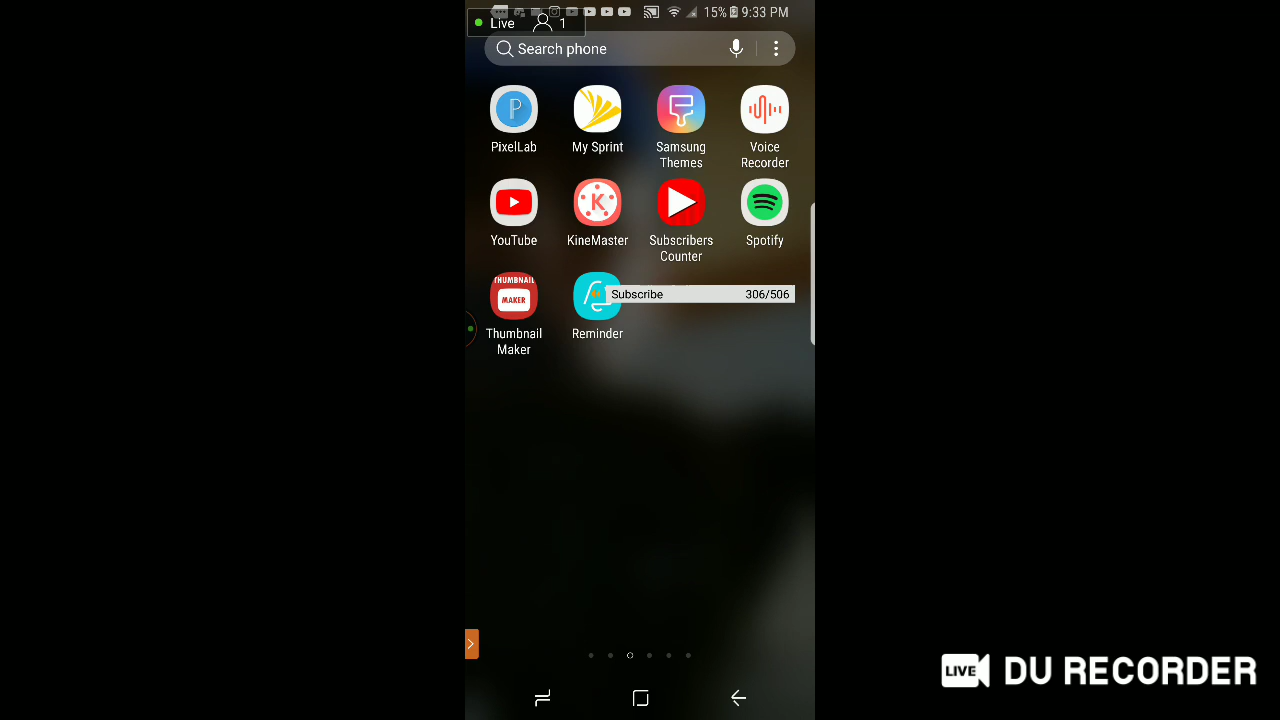 Live 1
15% 9:33 PM
Search phone
P
PixelLab
My Sprint
Samsung
Themes
Voice
Recorder
K
YouTube
KineMaster
Subscribers
Counter
Spotify
THUMBNAIL
MAKER
Subscribe 306/506
Thumbnail
Maker
Reminder
LIVE DU RECORDER